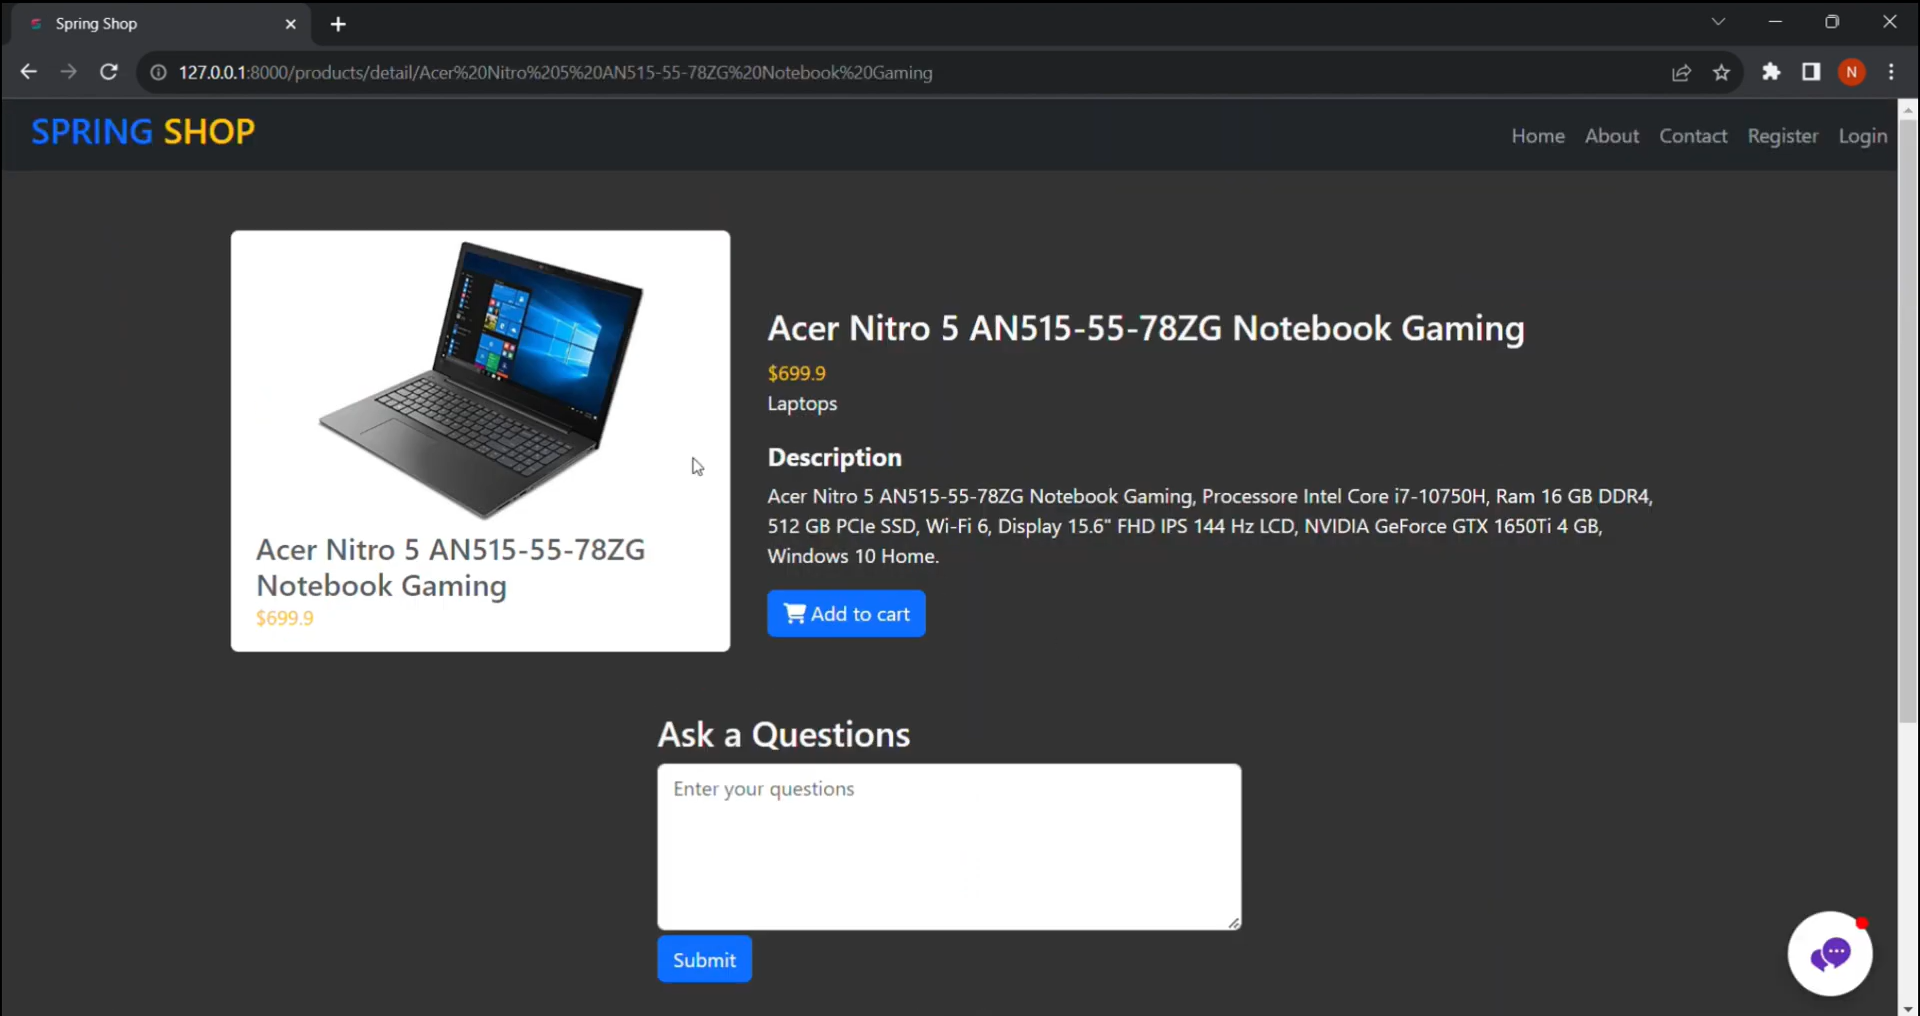 Spring Shop
127.0.0.1:8000/products/detail/Acer%20Nitro%205%20AN515-55-78ZG%20Notebook%20Gaming
N
SPRING SHOP
Home About Contact Register Login
Acer Nitro 5 AN515-55-78ZG Notebook Gaming
$699.9
Laptops
Description
Acer Nitro 5 AN515-55-78ZG Notebook Gaming, Processore Intel Core i7-10750H, Ram 16 GB DDR4,
512 GB PCIe SSD, Wi-Fi 6, Display 15.6" FHD IPS 144 Hz LCD, NVIDIA GeForce GTX 1650Ti 4 GB,
Windows 10 Home.
Add to cart
Acer Nitro 5 AN515-55-78ZG
Notebook Gaming
$699.9
Ask a Questions
Enter your questions
Submit